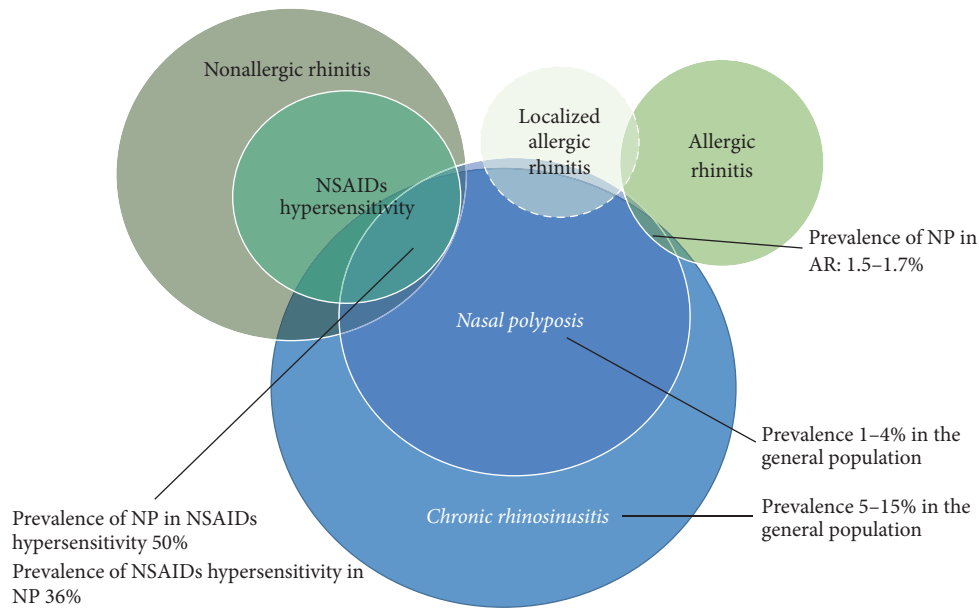 Nonallergic rhinitis
Localized
allergic
rhinitis
Allergic
rhinitis
NSAIDs
hypersensitivity
Prevalence of NP in
AR: 1.5–1.7%
Nasal polyposis
Prevalence 1–4% in the
general population
Chronic rhinosinusitis
Prevalence 5–15% in the
general population
Prevalence of NP in NSAIDs
hypersensitivity 50%
Prevalence of NSAIDs hypersensitivity in
NP 36%